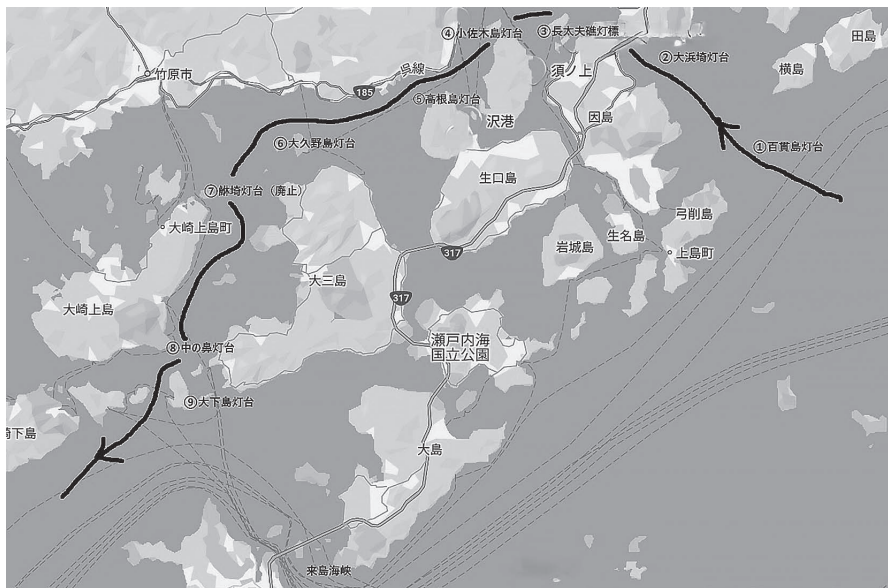 ④小佐木島灯台
③長太夫礁灯標
②大浜埼灯台
田島
横島
呉線
竹原市
須ノ上
185
⑤高根島灯台
沢港
因島
①百貫島灯台
⑥大久野島灯台
生口島
⑦鮴埼灯台（廃止）
大崎上島町
弓削島
生名島
岩城島
上島町
317
大三島
317
大崎上島
瀬戸内海
国立公園
⑧中の鼻灯台
⑨大下島灯台
崎下島
大島
来島海峡